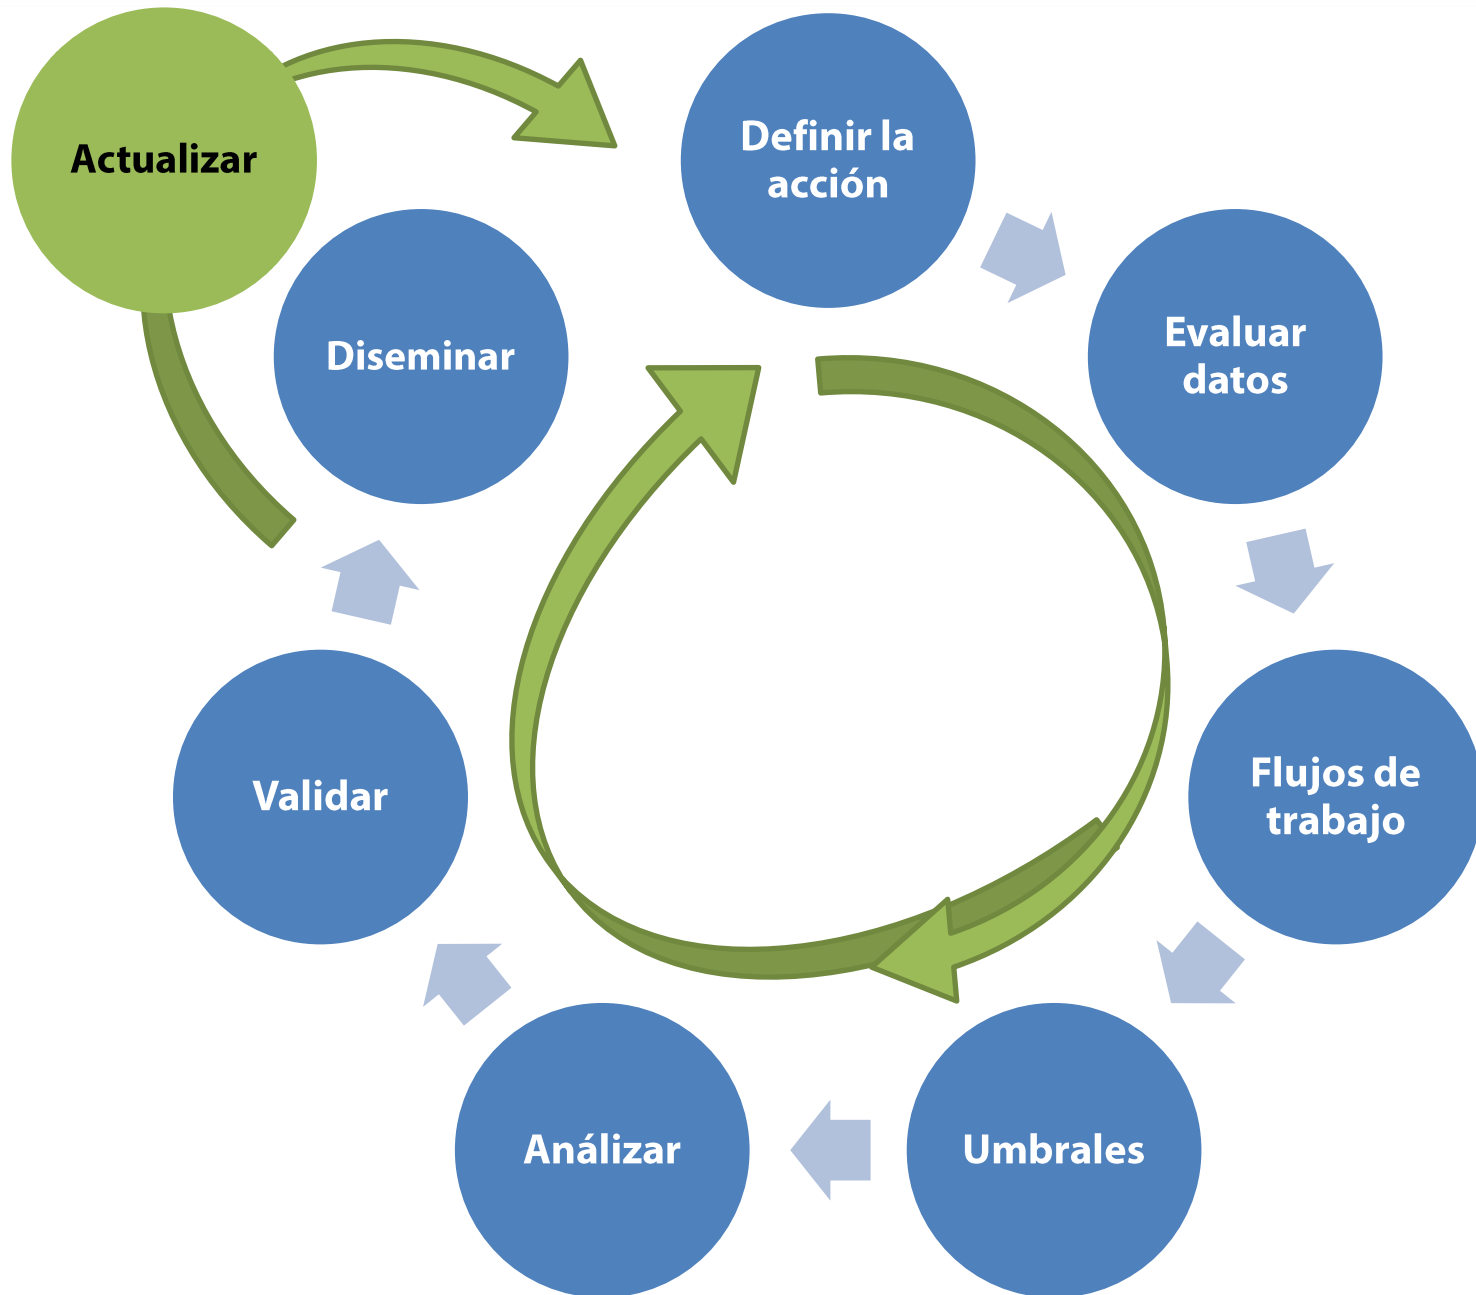 Actualizar
Definir la
acción
Evaluar
datos
Flujos de
trabajo
Umbrales
Análizar
Validar
Diseminar